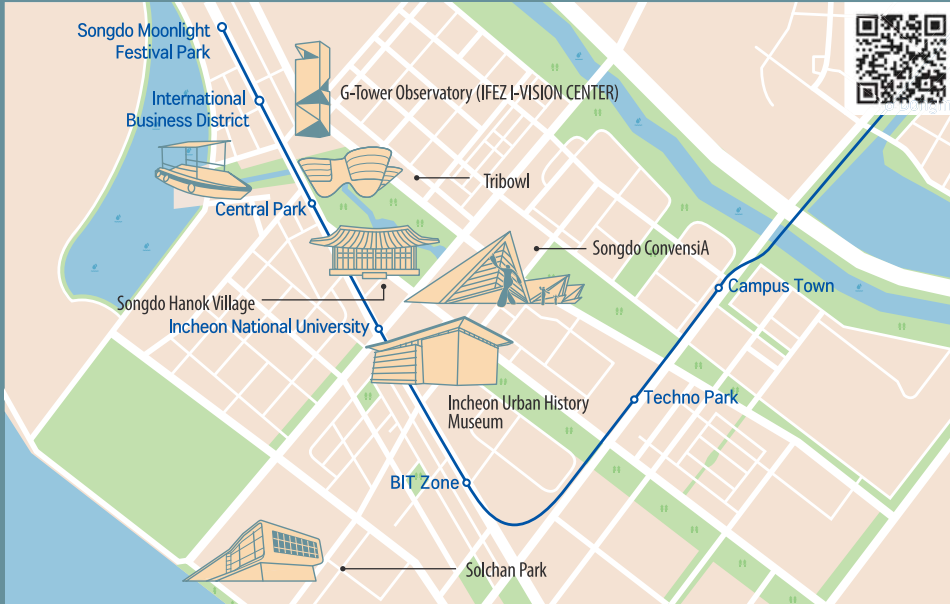 Songdo Moonlight
Festival Park
G-Tower Observatory (IFEZ I-VISION CENTER)
International
Business District
Tribowl
Central Park
Songdo ConvensiA
Campus Town
Songdo Hanok Village
Incheon National University
Techno Park
Incheon Urban History
Museum
BIT Zone
Solchan Park